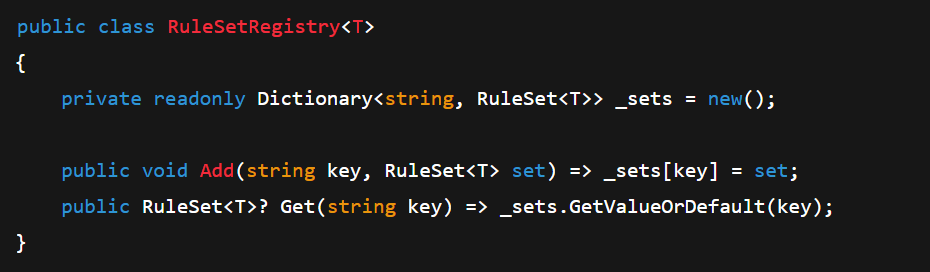 public class RuleSetRegistry<T>
{
    private readonly Dictionary<string, RuleSet<T>> _sets = new();
    public void Add(string key, RuleSet<T> set) => _sets[key] = set;
    public RuleSet<T>? Get(string key) => _sets.GetValueOrDefault(key);
}